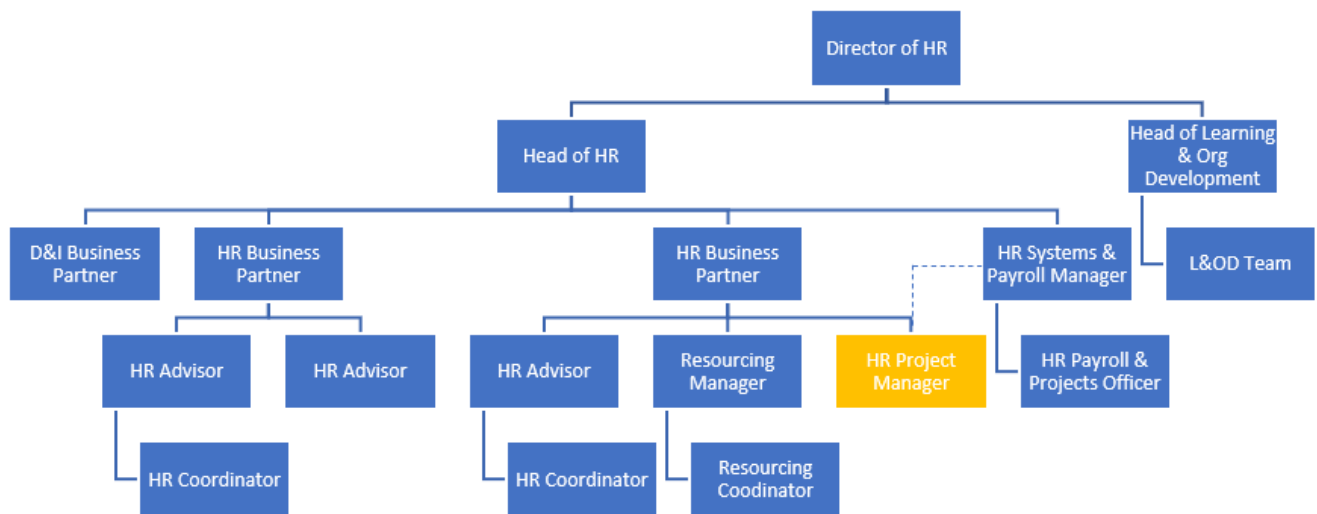 Director of HR
Head of HR
Head of Learning
& Org
Development
D&I Business
Partner
HR Business
Partner
HR Business
Partner
HR Systems &
Payroll Manager
L&OD Team
HR Advisor
HR Advisor
HR Advisor
Resourcing
Manager
HR Project
Manager
HR Payroll &
Projects Officer
HR Coordinator
HR Coordinator
Resourcing
Coodinator